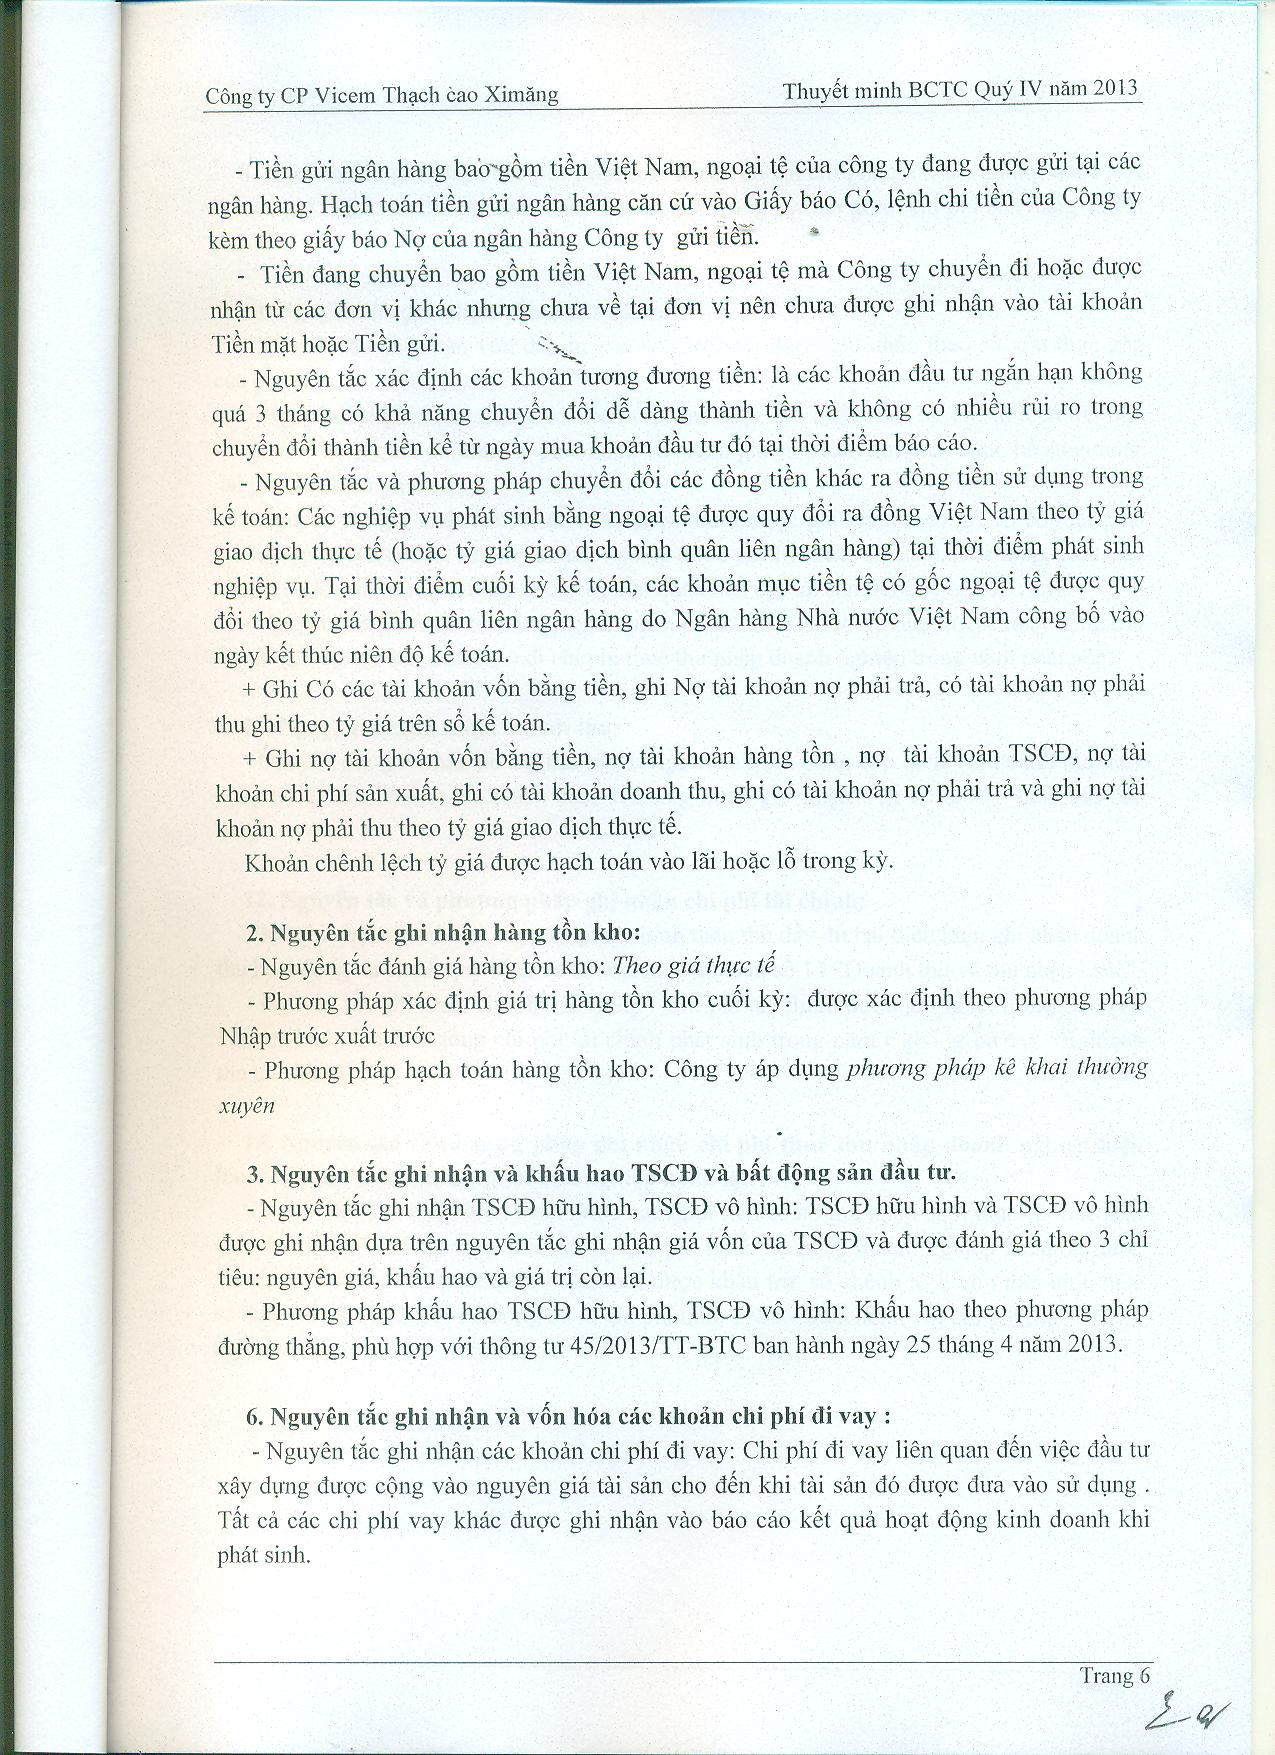 Công ty CP Vicem Thạch cao Ximăng
Thuyết minh BCTC Quý IV năm 2013
- Tiền gửi ngân hàng bao gồm tiền Việt Nam, ngoại tệ của công ty đang được gửi tại các
ngân hàng. Hạch toán tiền gửi ngân hàng căn cứ vào Giấy báo Có, lệnh chi tiền của Công ty
kèm theo giấy báo Nợ của ngân hàng Công ty gửi tiền.
- Tiền đang chuyển bao gồm tiền Việt Nam, ngoại tệ mà Công ty chuyển đi hoặc được
nhận từ các đơn vị khác nhưng chưa về tại đơn vị nên chưa được ghi nhận vào tài khoản
Tiền mặt hoặc Tiền gửi.
- Nguyên tắc xác định các khoản tương đương tiền: là các khoản đầu tư ngắn hạn không
quá 3 tháng có khả năng chuyển đổi dễ dàng thành tiền và không có nhiều rủi ro trong
chuyển đổi thành tiền kể từ ngày mua khoản đầu tư đó tại thời điểm báo cáo.
- Nguyên tắc và phương pháp chuyển đổi các đồng tiền khác ra đồng tiền sử dụng trong
kế toán: Các nghiệp vụ phát sinh bằng ngoại tệ được quy đổi ra đồng Việt Nam theo tỷ giá
giao dịch thực tế (hoặc tỷ giá giao dịch bình quân liên ngân hàng) tại thời điểm phát sinh
nghiệp vụ. Tại thời điểm cuối kỳ kế toán, các khoản mục tiền tệ có gốc ngoại tệ được quy
đổi theo tỷ giá bình quân liên ngân hàng do Ngân hàng Nhà nước Việt Nam công bố vào
ngày kết thúc niên độ kế toán.
+ Ghi Có các tài khoản vốn bằng tiền, ghi Nợ tài khoản nợ phải trả, có tài khoản nợ phải
thu ghi theo tỷ giá trên sổ kế toán.
+ Ghi nợ tài khoản vốn bằng tiền, nợ tài khoản hàng tồn , nợ tài khoản TSCĐ, nợ tài
khoản chi phí sản xuất, ghi có tài khoản doanh thu, ghi có tài khoản nợ phải trả và ghi nợ tài
khoản nợ phải thu theo tỷ giá giao dịch thực tế.
Khoản chênh lệch tỷ giá được hạch toán vào lãi hoặc lỗ trong kỳ.
2. Nguyên tắc ghi nhận hàng tồn kho:
- Nguyên tắc đánh giá hàng tồn kho: Theo giá thực tế
- Phương pháp xác định giá trị hàng tồn kho cuối kỳ: được xác định theo phương pháp
Nhập trước xuất trước
- Phương pháp hạch toán hàng tồn kho: Công ty áp dụng phương pháp kê khai thường
xuyên
3. Nguyên tắc ghi nhận và khấu hao TSCĐ và bất động sản đầu tư.
- Nguyên tắc ghi nhận TSCĐ hữu hình, TSCĐ vô hình: TSCĐ hữu hình và TSCĐ vô hình
được ghi nhận dựa trên nguyên tắc ghi nhận giá vốn của TSCĐ và được đánh giá theo 3 chỉ
tiêu: nguyên giá, khấu hao và giá trị còn lại.
- Phương pháp khấu hao TSCĐ hữu hình, TSCĐ vô hình: Khấu hao theo phương pháp
đường thẳng, phù hợp với thông tư 45/2013/TT-BTC ban hành ngày 25 tháng 4 năm 2013.
6. Nguyên tắc ghi nhận và vốn hóa các khoản chi phí đi vay :
- Nguyên tắc ghi nhận các khoản chi phí đi vay: Chi phí đi vay liên quan đến việc đầu tư
xây dựng được cộng vào nguyên giá tài sản cho đến khi tài sản đó được đưa vào sử dụng .
Tất cả các chi phí vay khác được ghi nhận vào báo cáo kết quả hoạt động kinh doanh khi
phát sinh.
Trang 6